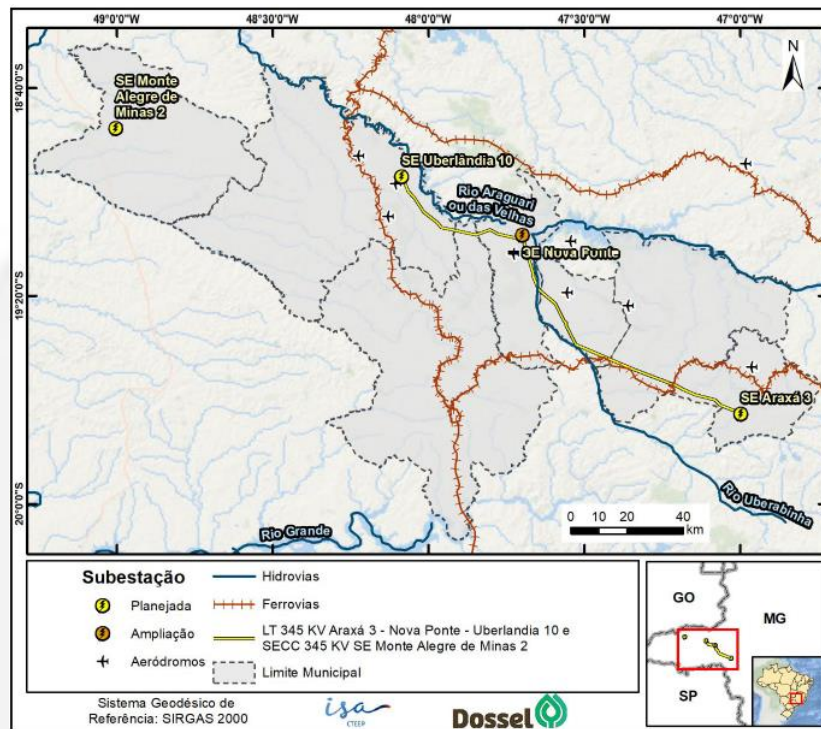 49°0'0"W
48°30'0"W
48°0'0"W
47°30'0"W
47°0'0"W
18°40'0"S
19°20'0"S
20°0'0"S
N
SE Monte
Alegre de
Minas 2
SE Uberlândia 10
Rio Araguari
ou das Velhas
SE Nova Ponte
SE Araxá 3
Rio Uberabinha
Rio Grande
0 10 20 40
km
Subestação
Planejada
Ampliação
Aeródromos
Hidrovias
Ferrovias
LT 345 KV Araxá 3 - Nova Ponte - Uberlandia 10 e
SECC 345 KV SE Monte Alegre de Minas 2
Limite Municipal
GO
MG
SP
Sistema Geodésico de
Referência: SIRGAS 2000
isa
CTEEP
Dossel